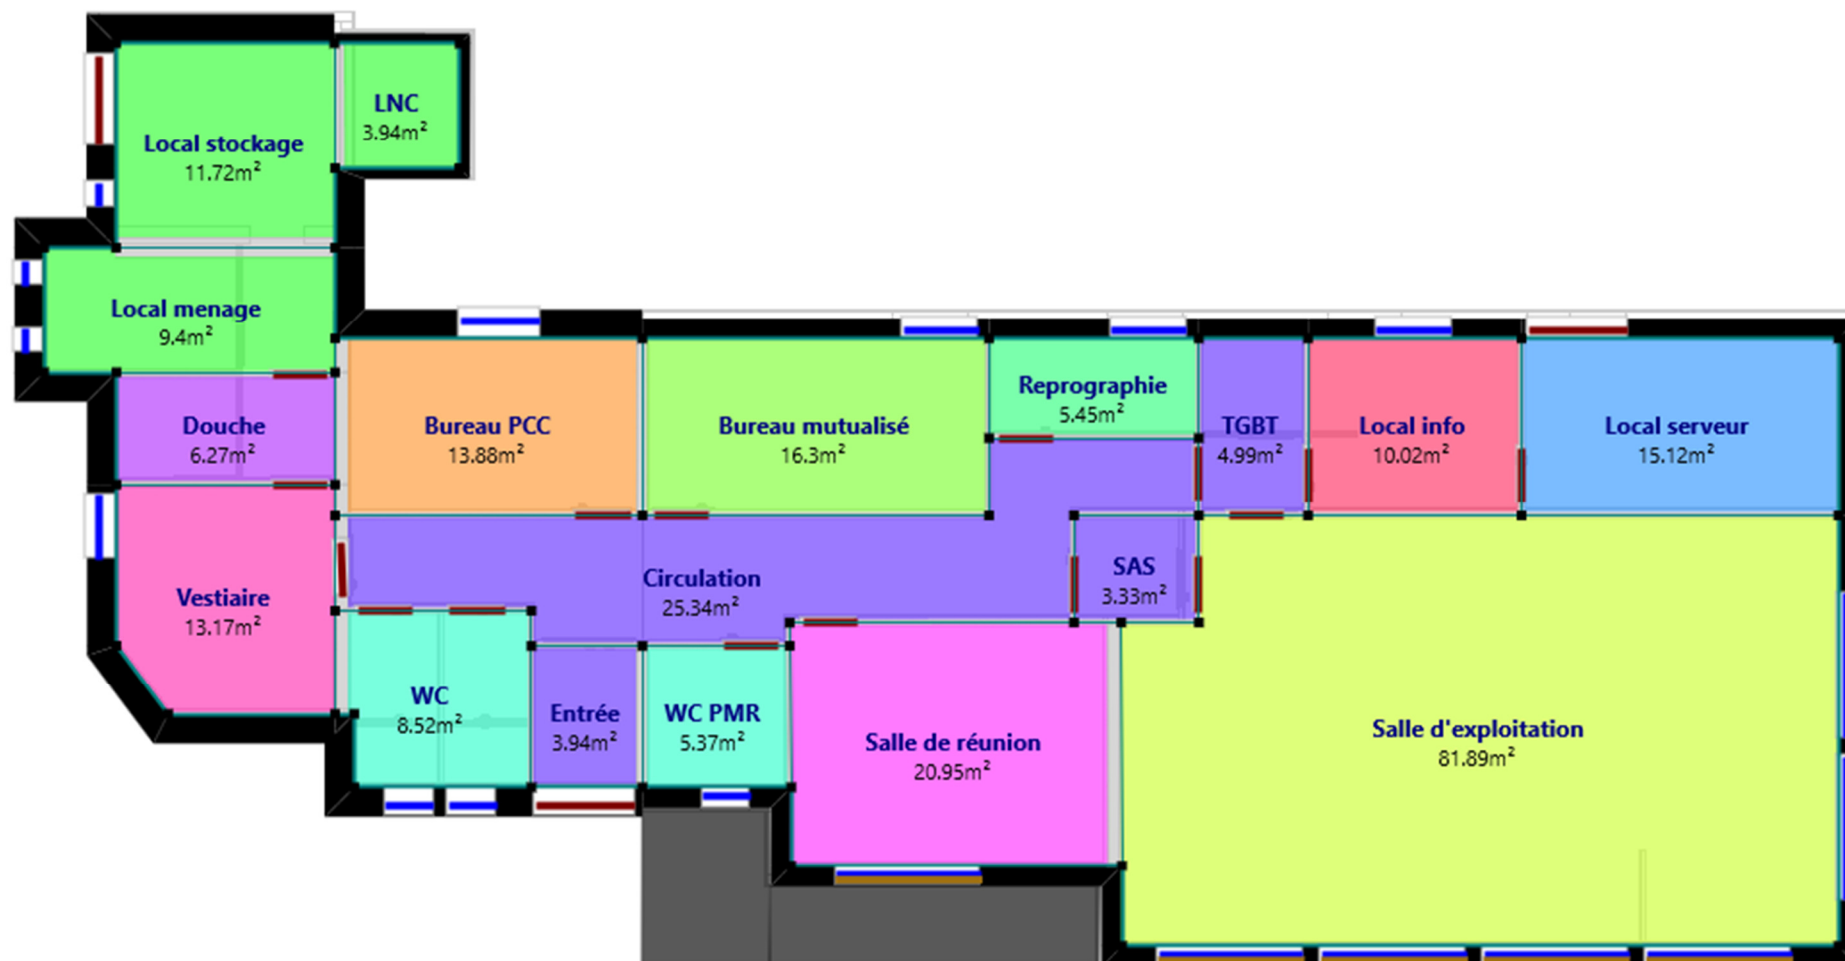 LNC
3.94m²
Local stockage
11.72m²
Local menage
9.4m²
Douche
6.27m²
Bureau PCC
13.88m²
Bureau mutualisé
16.3m²
Reprographie
5.45m²
TGBT
4.99m²
Local info
10.02m²
Local serveur
15.12m²
Vestiaire
13.17m²
Circulation
25.34m²
SAS
3.33m²
WC
8.52m²
Entrée
3.94m²
WC PMR
5.37m²
Salle de réunion
20.95m²
Salle d'exploitation
81.89m²